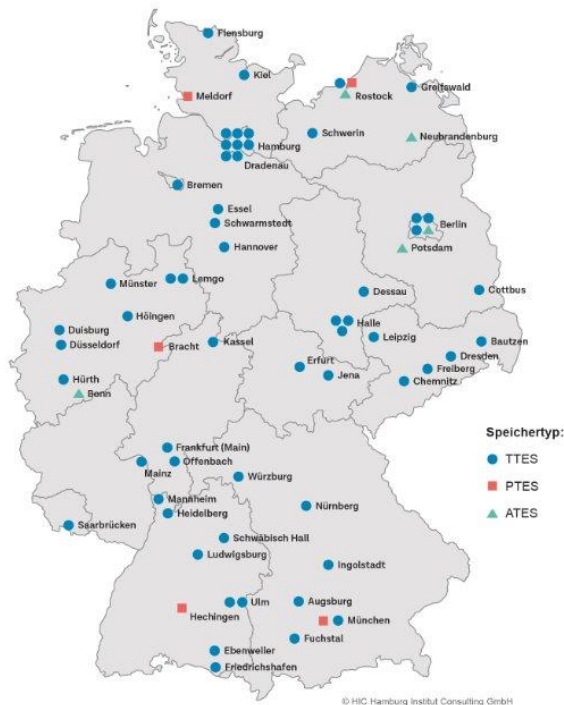 Flensburg
Kiel
Meldorf
Rostock
Greifswald
Schwerin
Neubrandenburg
Hamburg
Dradenau
Bremen
Essel
Schwarmstedt
Hannover
Berlin
Potsdam
Münster
Lemgo
Dessau
Cottbus
Höingen
Halle
Duisburg
Düsseldorf
Bracht
Kassel
Leipzig
Bautzen
Dresden
Erfurt
Freiberg
Jena
Chemnitz
Hürth
Bonn
Speichertyp:
TTES
PTES
ATES
Frankfurt (Main)
Offenbach
Mainz
Würzburg
Mannheim
Heidelberg
Nürnberg
Saarbrücken
Schwäbisch Hall
Ludwigsburg
Ingolstadt
Ulm
Augsburg
Hechingen
München
Fuchstal
Ebenweiler
Friedrichshafen
© HIC Hamburg Institut Consulting GmbH